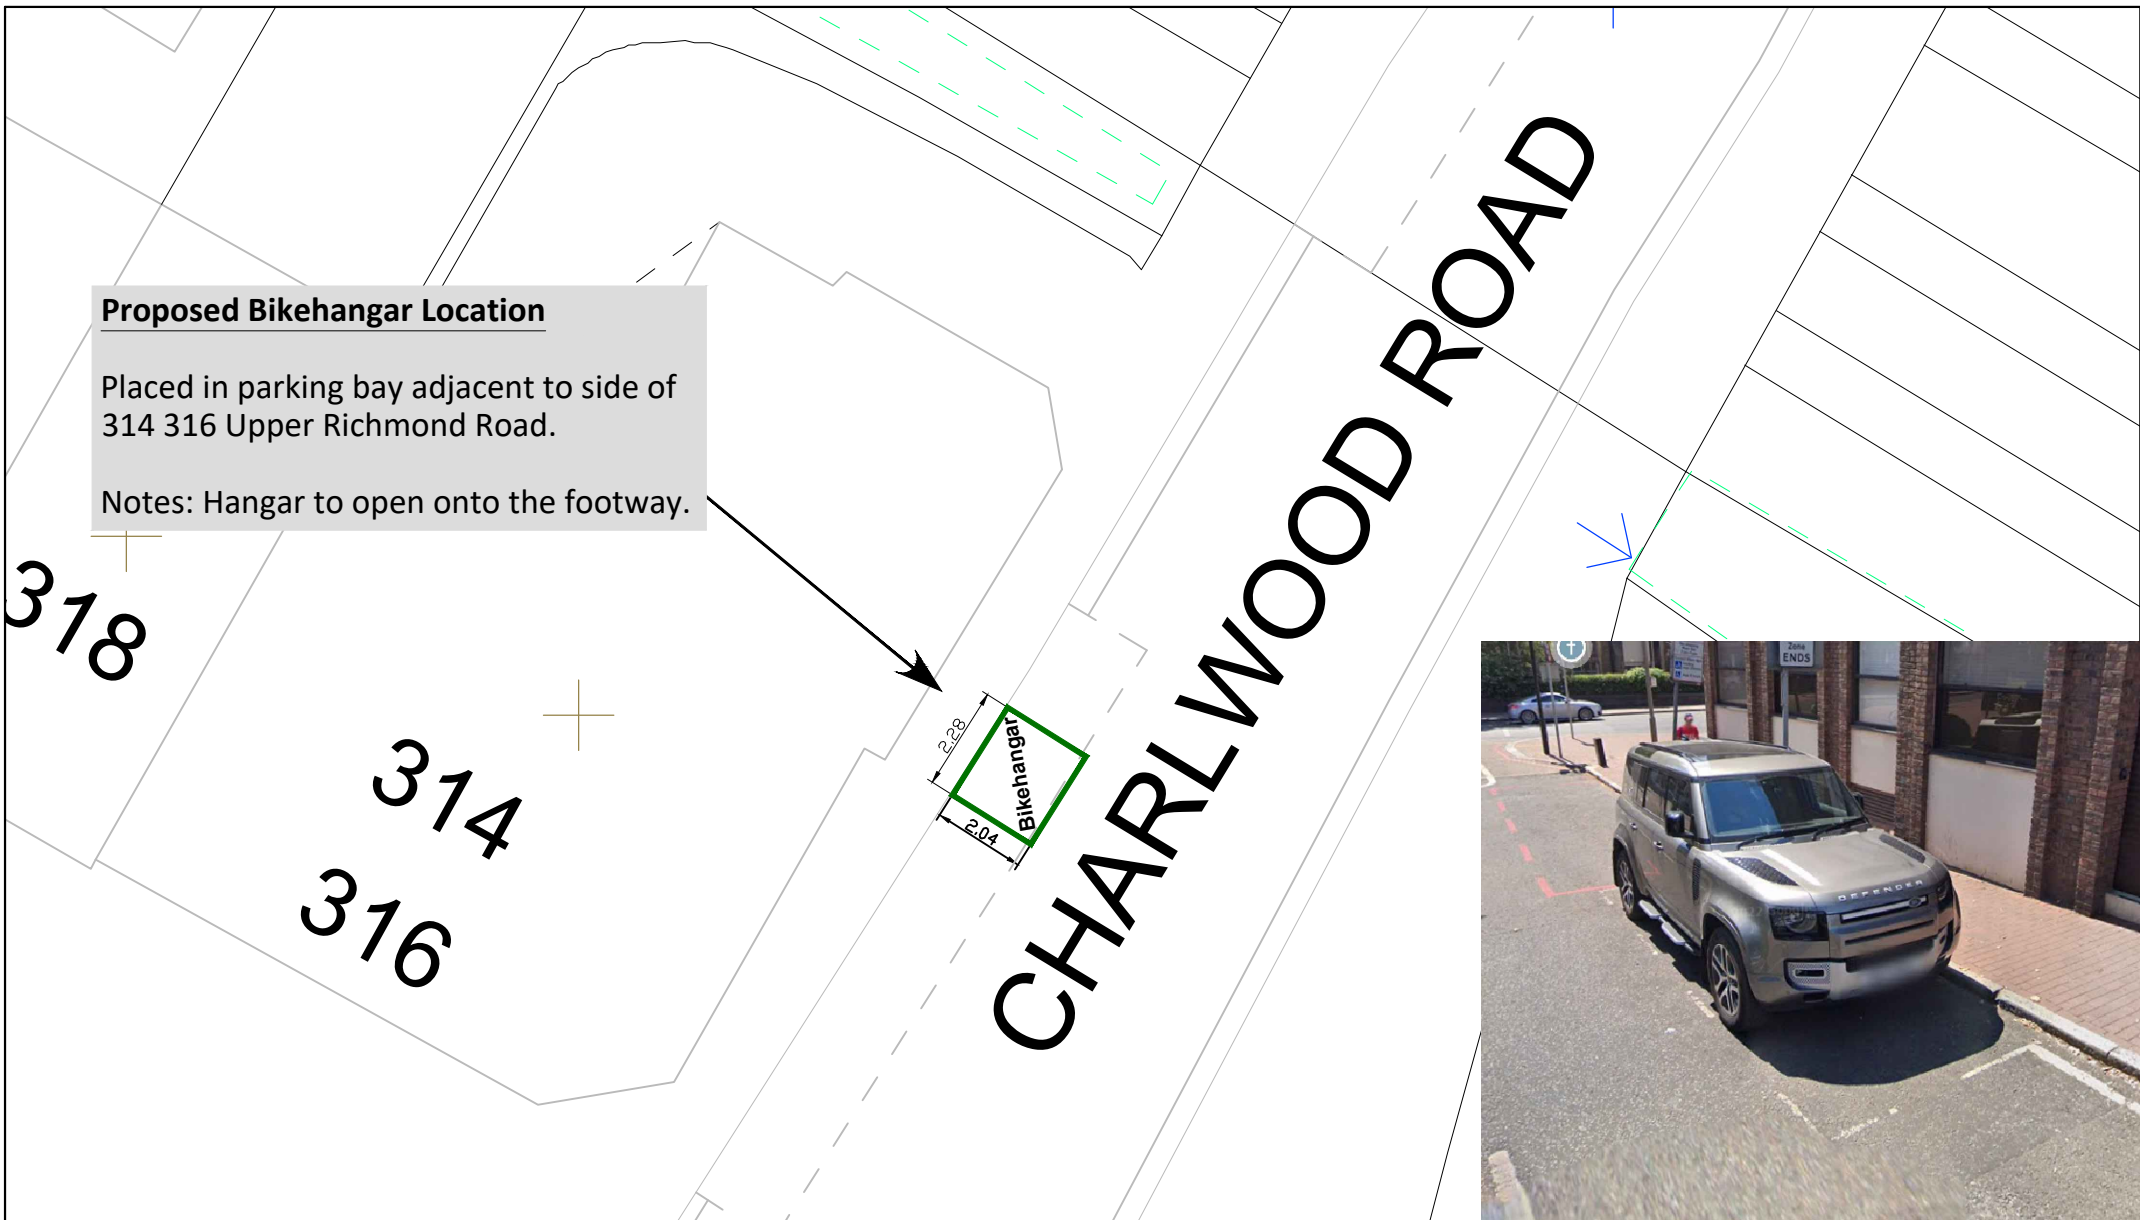 Proposed Bikehangar Location
Placed in parking bay adjacent to side of
314 316 Upper Richmond Road.
Notes: Hangar to open onto the footway.
318
314
316
2.28
2.04
Bikehangar
CHARLWOOD ROAD
Zone
ENDS
DEFENDER